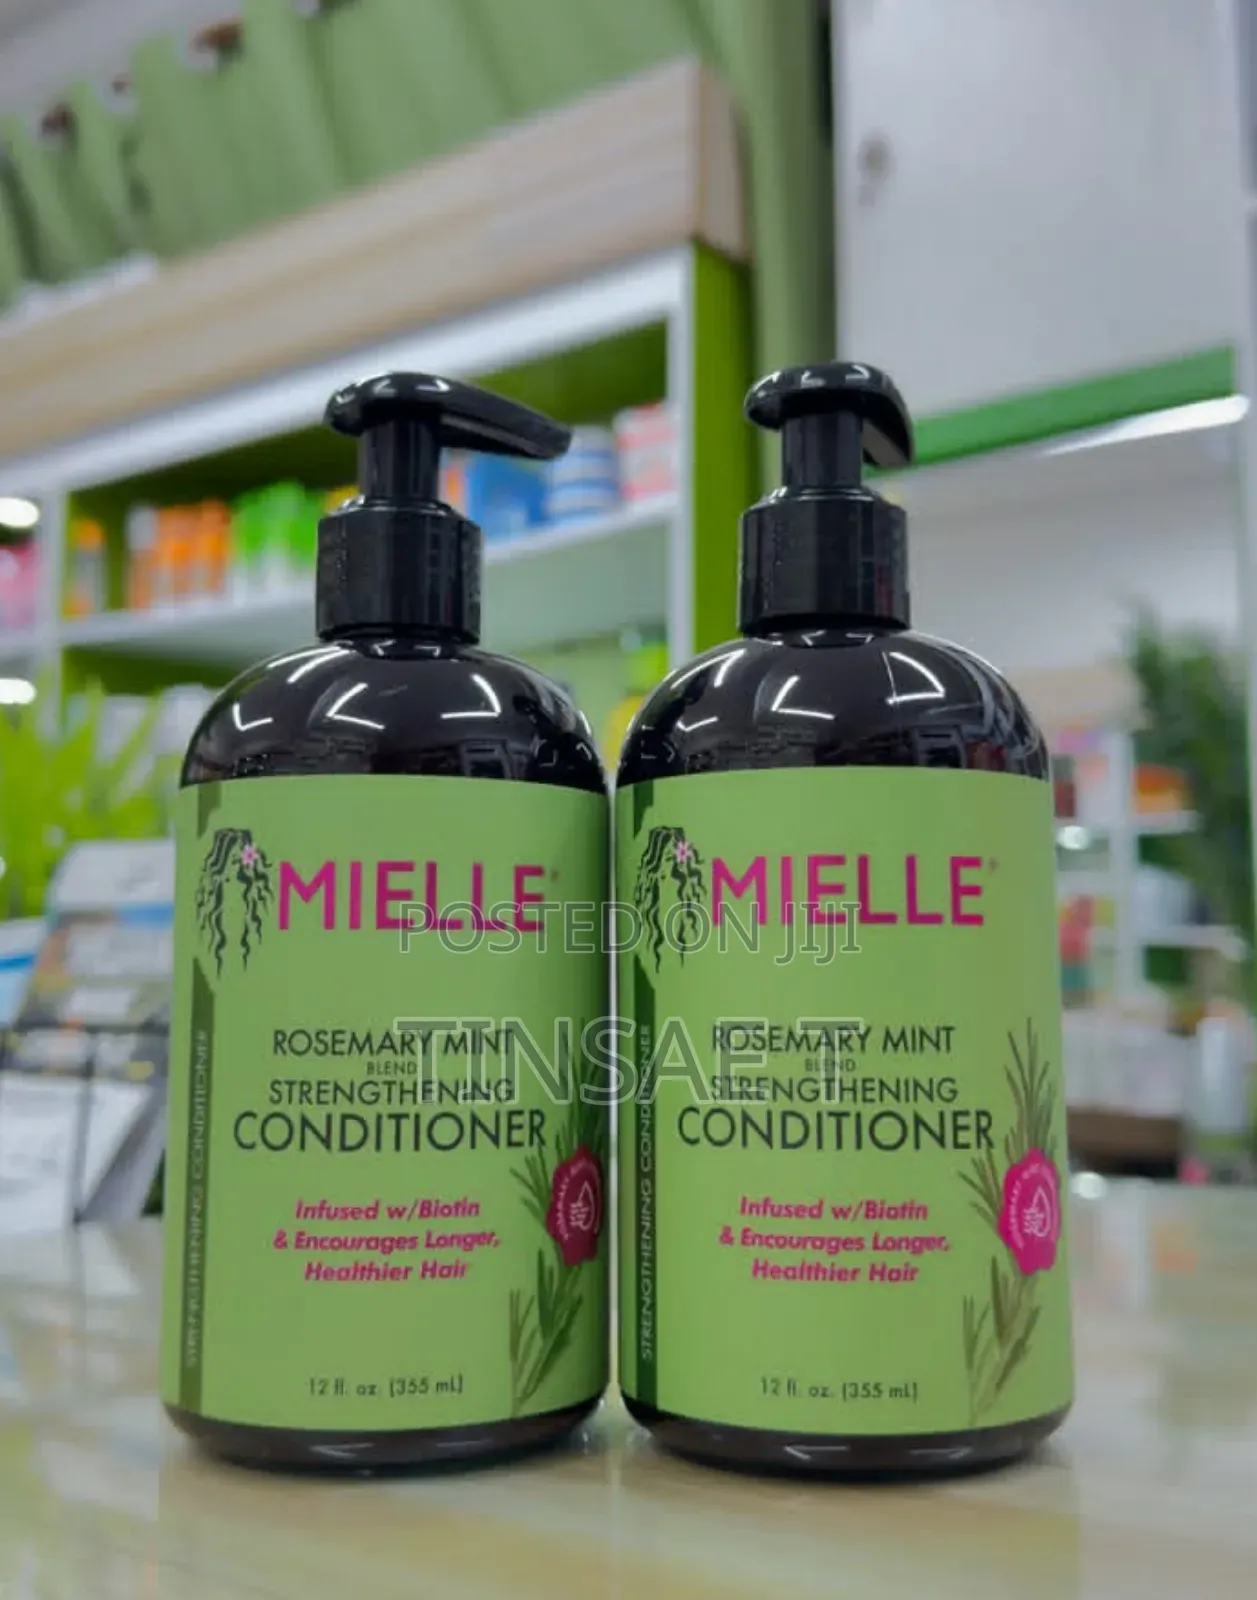 MIELLE
ROSEMARY MINT
BLEND
STRENGTHENING
CONDITIONER
Infused w/Biotin
& Encourages Longer,
Healthier Hair
12 fl. oz. (355 mL)
STRENGTHENING CONDITIONER
MIELLE
ROSEMARY MINT
BLEND
STRENGTHENING
CONDITIONER
Infused w/Biotin
& Encourages Longer,
Healthier Hair
12 fl. oz. (355 mL)
STRENGTHENING CONDITIONER
POSTED ON JIJI
TINSAE T